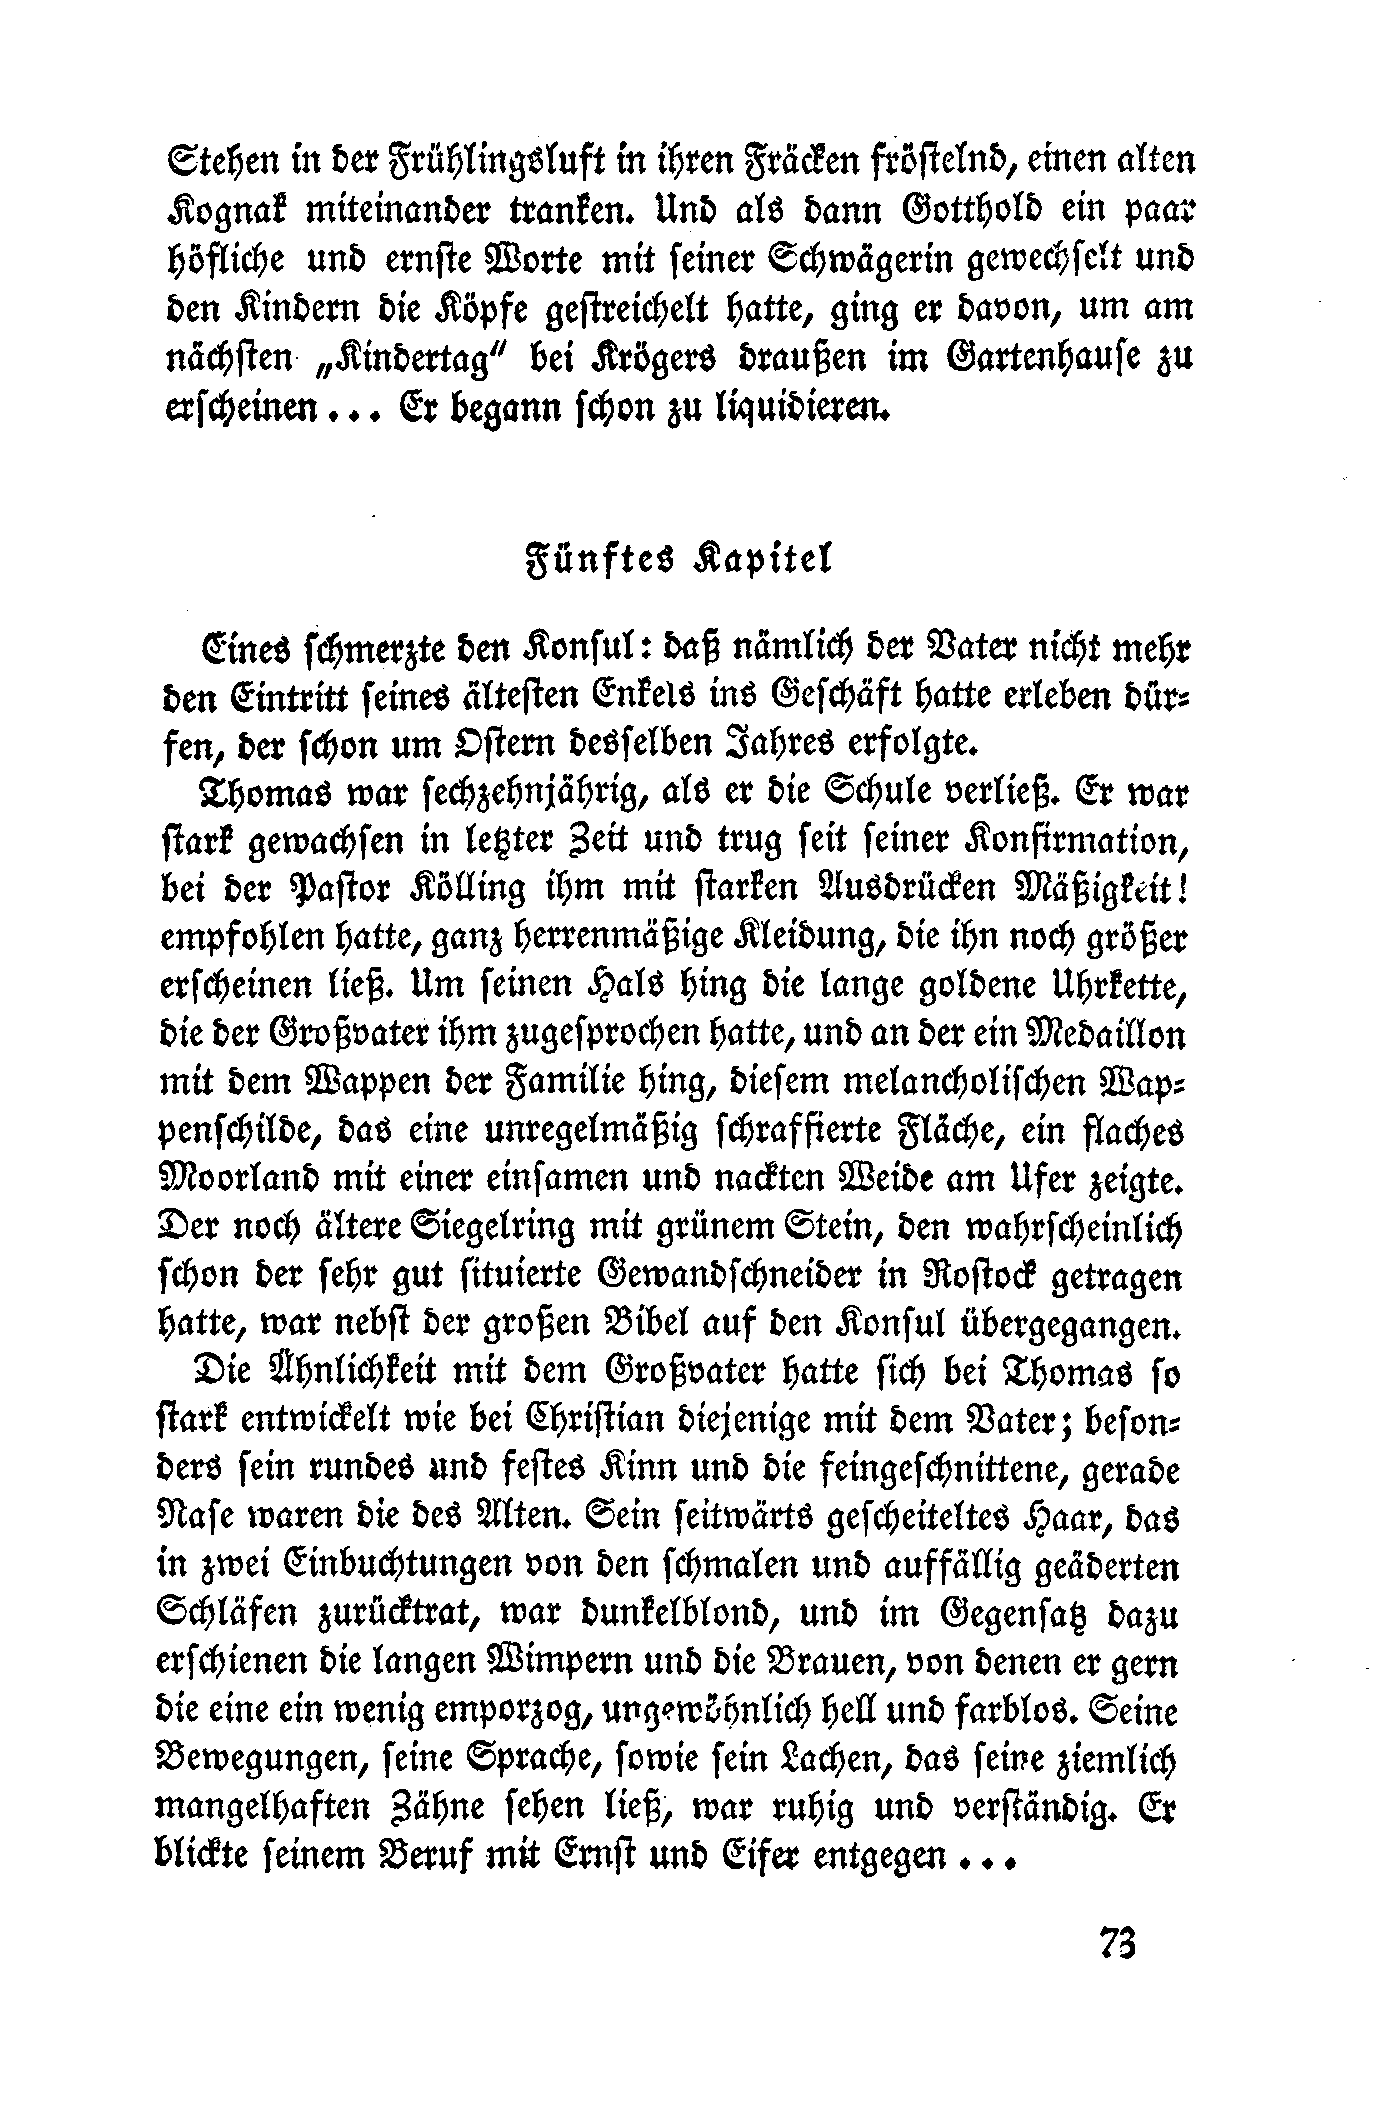 Stehen in der Frühlingsluft in ihren Fräcken fröstelnd, einen alten
Kognak miteinander tranken. Und als dann Gotthold ein paar
höfliche und ernste Worte mit seiner Schwägerin gewechselt und
den Kindern die Köpfe gestreichelt hatte, ging er davon, um am
nächsten „Kindertag“ bei Krögers draußen im Gartenhause zu
erscheinen... Er begann schon zu liquidieren.
Fünftes Kapitel
Eines schmerzte den Konsul: daß nämlich der Vater nicht mehr
den Eintritt seines ältesten Enkels ins Geschäft hatte erleben dür-
fen, der schon um Ostern desselben Jahres erfolgte.
Thomas war sechzehnjährig, als er die Schule verließ. Er war
stark gewachsen in letzter Zeit und trug seit seiner Konfirmation,
bei der Pastor Kölling ihm mit starken Ausdrücken Mäßigkeit!
empfohlen hatte, ganz herrenmäßige Kleidung, die ihn noch größer
erscheinen ließ. Um seinen Hals hing die lange goldene Uhrkette,
die der Großvater ihm zugesprochen hatte, und an der ein Medaillon
mit dem Wappen der Familie hing, diesem melancholischen Wap-
penschilde, das eine unregelmäßig schraffierte Fläche, ein flaches
Moorland mit einer einsamen und nackten Weide am Ufer zeigte.
Der noch ältere Siegelring mit grünem Stein, den wahrscheinlich
schon der sehr gut situierte Gewandschneider in Rostock getragen
hatte, war nebst der großen Bibel auf den Konsul übergegangen.
Die Ähnlichkeit mit dem Großvater hatte sich bei Thomas so
stark entwickelt wie bei Christian diejenige mit dem Vater; beson-
ders sein rundes und festes Kinn und die feingeschnittene, gerade
Nase waren die des Alten. Sein seitwärts gescheiteltes Haar, das
in zwei Einbuchtungen von den schmalen und auffällig geäderten
Schläfen zurücktrat, war dunkelblond, und im Gegensatz dazu
erschienen die langen Wimpern und die Brauen, von denen er gern
die eine ein wenig emporzog, ungewöhnlich hell und farblos. Seine
Bewegungen, seine Sprache, sowie sein Lachen, das seine ziemlich
mangelhaften Zähne sehen ließ, war ruhig und verständig. Er
blickte seinem Beruf mit Ernst und Eifer entgegen...
73